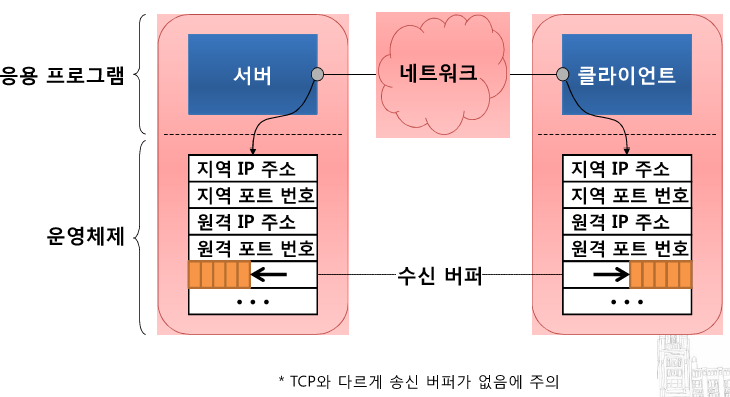 응용 프로그램
서버
네트워크
클라이언트
운영체제
지역 IP 주소
지역 포트 번호
원격 IP 주소
원격 포트 번호
• • •
수신 버퍼
지역 IP 주소
지역 포트 번호
원격 IP 주소
원격 포트 번호
• • •
* TCP와 다르게 송신 버퍼가 없음에 주의